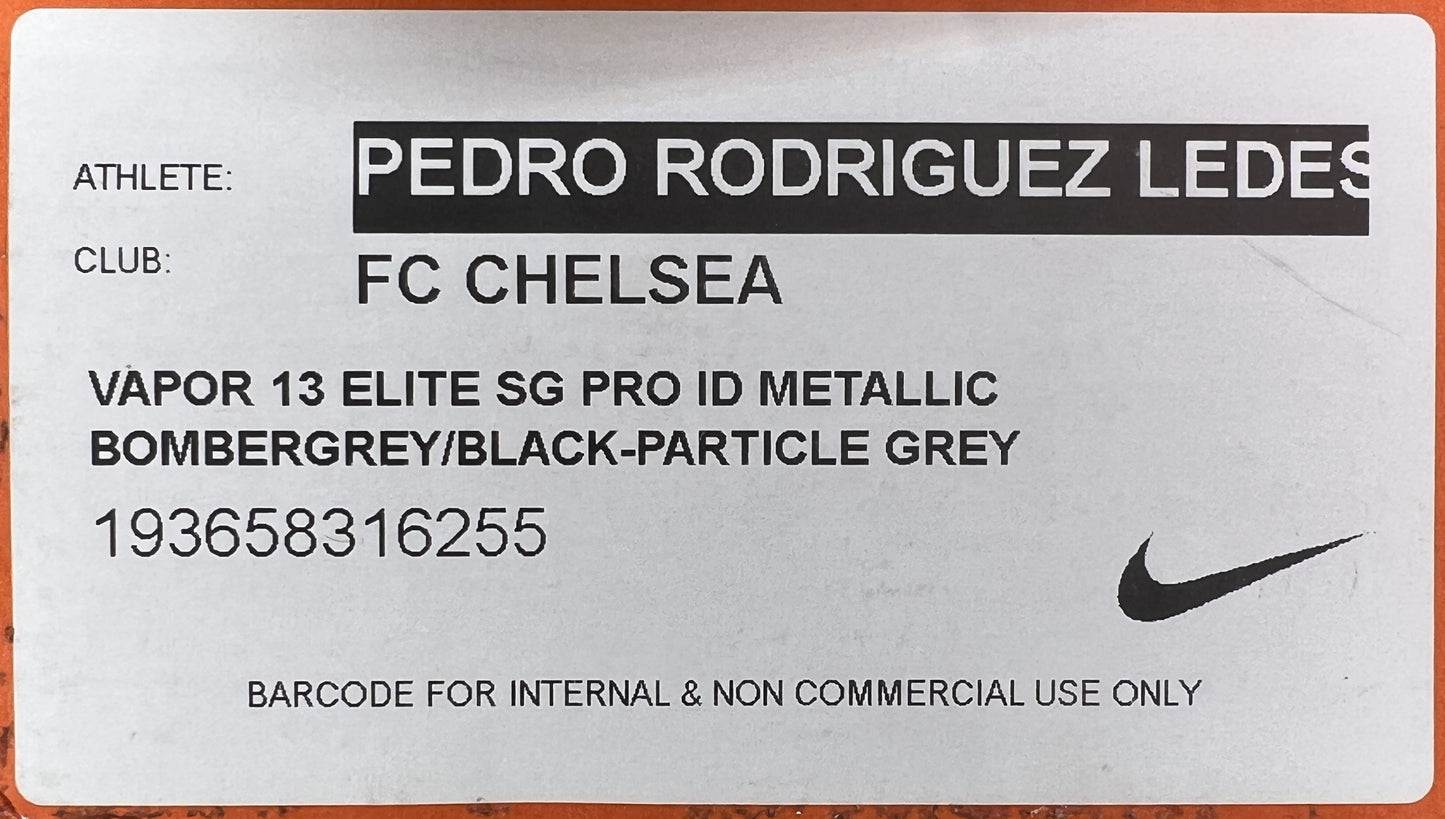 ATHLETE: PEDRO RODRIGUEZ LEDES
CLUB: FC CHELSEA
VAPOR 13 ELITE SG PRO ID METALLIC
BOMBERGREY/BLACK-PARTICLE GREY
193658316255
BARCODE FOR INTERNAL & NON COMMERCIAL USE ONLY